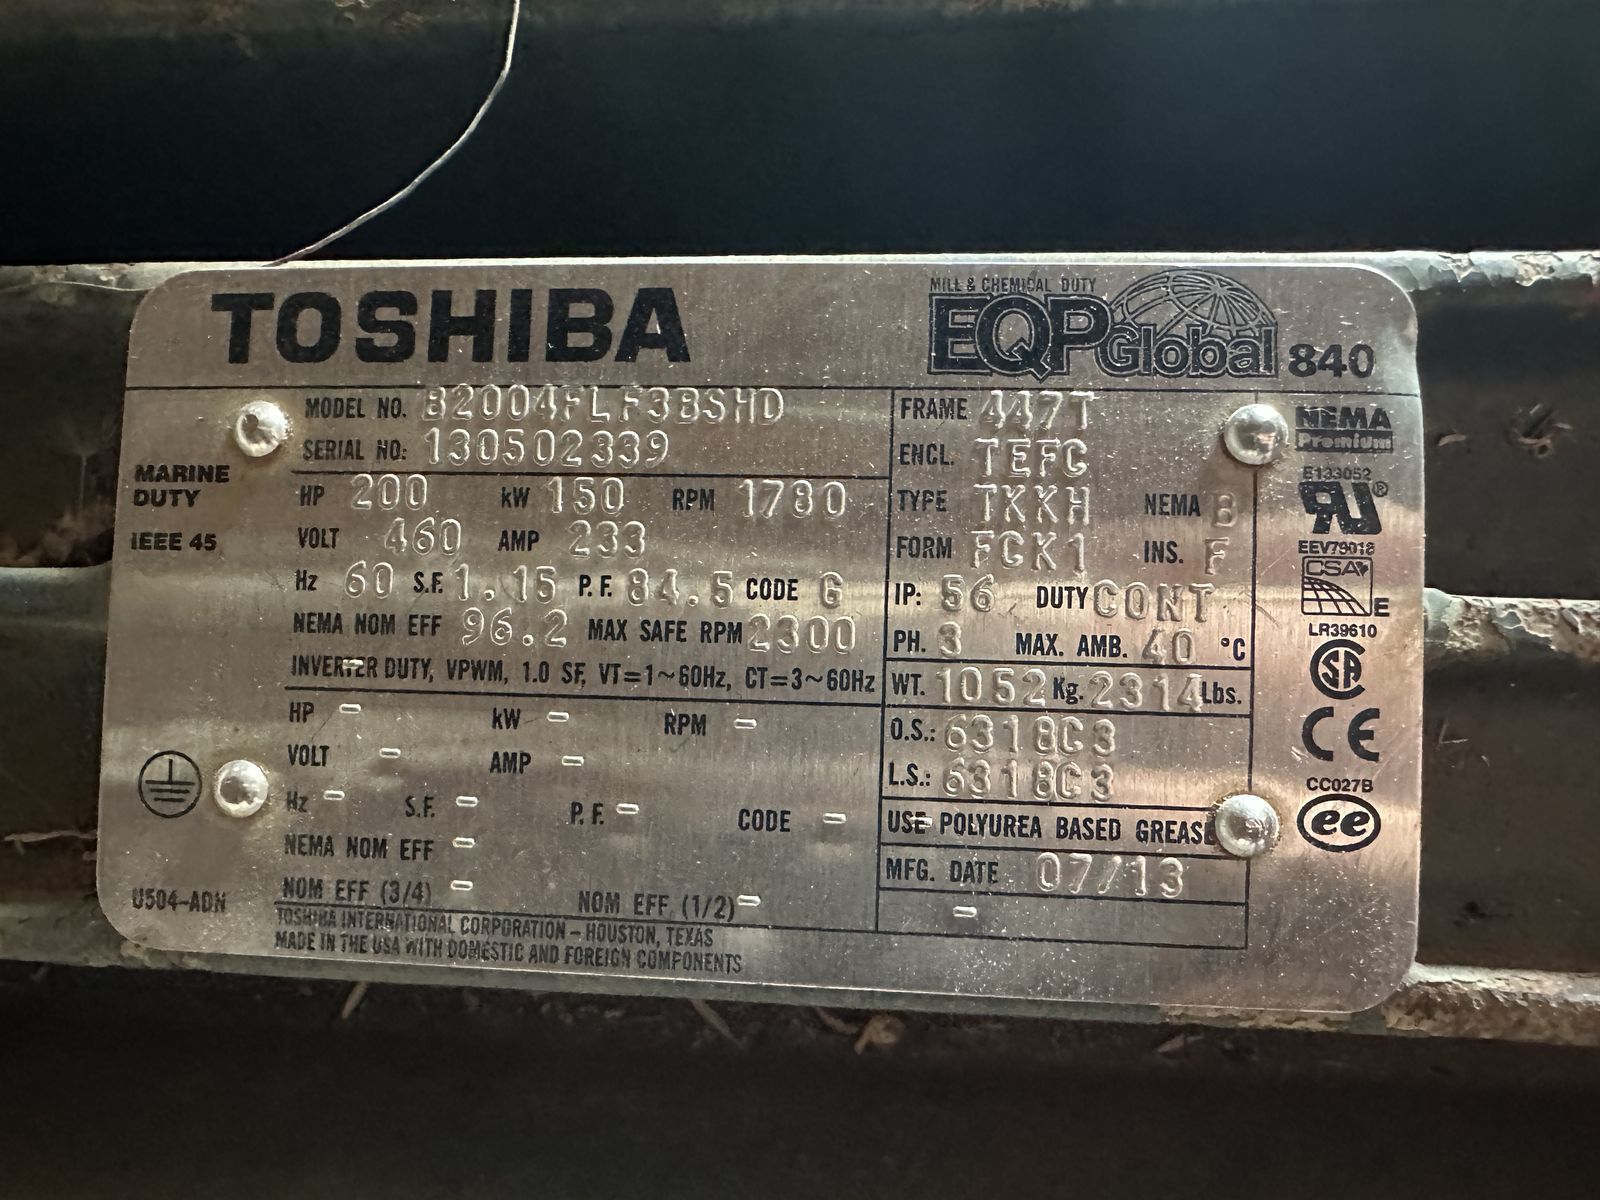 TOSHIBA
MILL & CHEMICAL DUTY
EQP Global 840
MODEL NO. B2004FLF3BSHD
SERIAL NO: 130502339
MARINE DUTY
IEEE 45
HP 200 kW 150 RPM 1780
VOLT 460 AMP 233
Hz 60 S.F. 1.15 P.F. 84.5 CODE G
NEMA NOM EFF 96.2 MAX SAFE RPM 2300
INVERTER DUTY, VPWM, 1.0 SF, VT=1~60Hz, CT=3~60Hz
HP - kW - RPM -
VOLT - AMP -
Hz - S.F. - P.F. - CODE -
NEMA NOM EFF -
NOM EFF (3/4) - NOM EFF (1/2) -
U504-ADN
TOSHIBA INTERNATIONAL CORPORATION - HOUSTON, TEXAS
MADE IN THE USA WITH DOMESTIC AND FOREIGN COMPONENTS
FRAME 447T
ENCL. TEFC
TYPE TKKH NEMA B
FORM FCK1 INS. F
IP: 56 DUTY CONT
PH. 3 MAX. AMB. 40 °C
WT. 1052 Kg. 2314 Lbs.
O.S.: 6318C3
L.S.: 6318C3
USE POLYUREA BASED GREASE
MFG. DATE 07/13
-
NEMA
Premium
E133052
RU®
EEV79018
CSA
E
LR39610
SA
CE
CC027B
ee